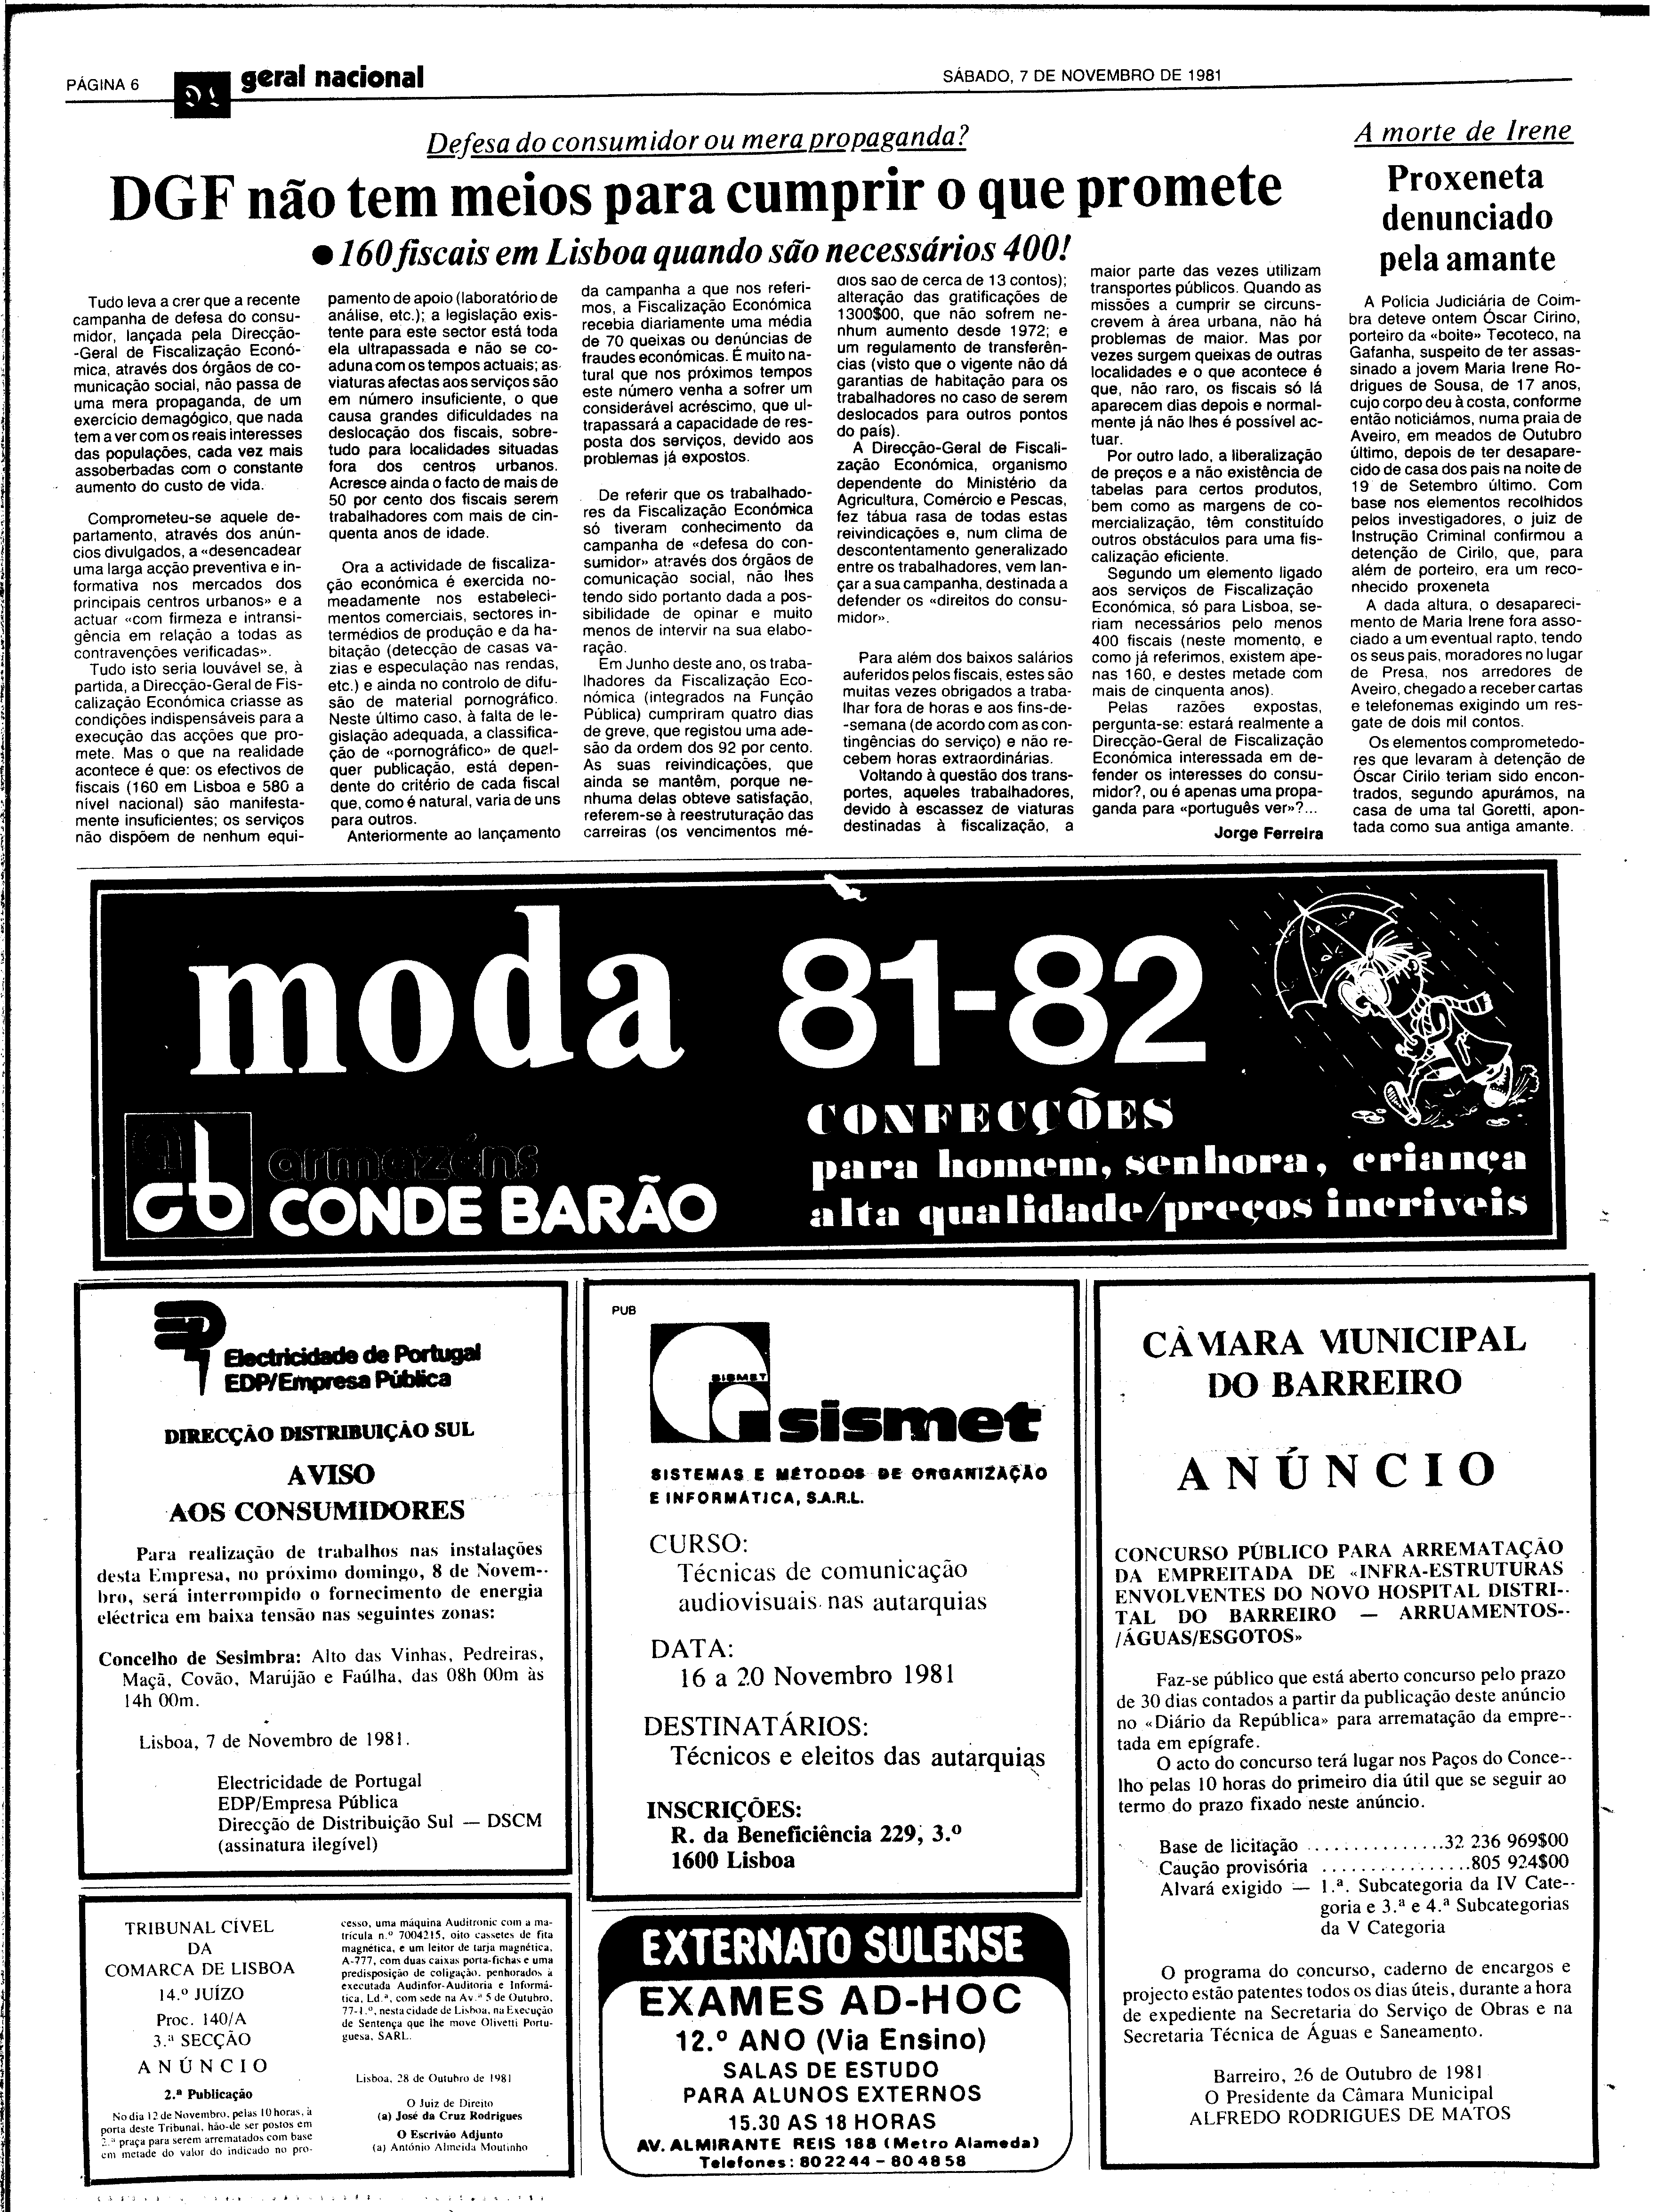 PÁGINA 6
geral nacional
SÁBADO, 7 DE NOVEMBRO DE 1981
Defesa do consumidor ou mera propaganda?
DGF não tem meios para cumprir o que promete
● 160 fiscais em Lisboa quando são necessários 400!
Tudo leva a crer que a recente
campanha de defesa do consu-
midor, lançada pela Direcção-
-Geral de Fiscalização Econó-
mica, através dos órgãos de co-
municação social, não passa de
uma mera propaganda, de um
exercício demagógico, que nada
tem a ver com os reais interesses
das populações, cada vez mais
assoberbadas com o constante
aumento do custo de vida.
Comprometeu-se aquele de-
partamento, através dos anún-
cios divulgados, a «desencadear
uma larga acção preventiva e in-
formativa nos mercados dos
principais centros urbanos» e a
actuar «com firmeza e intransi-
gência em relação a todas as
contravenções verificadas».
Tudo isto seria louvável se, à
partida, a Direcção-Geral de Fis-
calização Económica criasse as
condições indispensáveis para a
execução das acções que pro-
mete. Mas o que na realidade
acontece é que: os efectivos de
fiscais (160 em Lisboa e 580 a
nível nacional) são manifesta-
mente insuficientes; os serviços
não dispõem de nenhum equi-
pamento de apoio (laboratório de
análise, etc.); a legislação exis-
tente para este sector está toda
ela ultrapassada e não se co-
aduna com os tempos actuais; as
viaturas afectas aos serviços são
em número insuficiente, o que
causa grandes dificuldades na
deslocação dos fiscais, sobre-
tudo para localidades situadas
fora dos centros urbanos.
Acresce ainda o facto de mais de
50 por cento dos fiscais serem
trabalhadores com mais de cin-
quenta anos de idade.
Ora a actividade de fiscaliza-
ção económica é exercida no-
meadamente nos estabeleci-
mentos comerciais, sectores in-
termédios de produção e da ha-
bitação (detecção de casas va-
zias e especulação nas rendas,
etc.) e ainda no controlo de difu-
são de material pornográfico.
Neste último caso, à falta de le-
gislação adequada, a classifica-
ção de «pornográfico» de qual-
quer publicação, está depen-
dente do critério de cada fiscal
que, como é natural, varia de uns
para outros.
Anteriormente ao lançamento
da campanha a que nos referi-
mos, a Fiscalização Económica
recebia diariamente uma média
de 70 queixas ou denúncias de
fraudes económicas. É muito na-
tural que nos próximos tempos
este número venha a sofrer um
considerável acréscimo, que ul-
trapassará a capacidade de res-
posta dos serviços, devido aos
problemas já expostos.
De referir que os trabalhado-
res da Fiscalização Económica
só tiveram conhecimento da
campanha de «defesa do con-
sumidor» através dos órgãos de
comunicação social, não lhes
tendo sido portanto dada a pos-
sibilidade de opinar e muito
menos de intervir na sua elabo-
ração.
Em Junho deste ano, os traba-
lhadores da Fiscalização Eco-
nómica (integrados na Função
Pública) cumpriram quatro dias
de greve, que registou uma ade-
são da ordem dos 92 por cento.
As suas reivindicações, que
ainda se mantêm, porque ne-
nhuma delas obteve satisfação,
referem-se à reestruturação das
carreiras (os vencimentos mé-
dios sao de cerca de 13 contos);
alteração das gratificações de
1300$00, que não sofrem ne-
nhum aumento desde 1972; e
um regulamento de transferên-
cias (visto que o vigente não dá
garantias de habitação para os
trabalhadores no caso de serem
deslocados para outros pontos
do país).
A Direcção-Geral de Fiscali-
zação Económica, organismo
dependente do Ministério da
Agricultura, Comércio e Pescas,
fez tábua rasa de todas estas
reivindicações e, num clima de
descontentamento generalizado
entre os trabalhadores, vem lan-
çar a sua campanha, destinada a
defender os «direitos do consu-
midor».
Para além dos baixos salários
auferidos pelos fiscais, estes são
muitas vezes obrigados a traba-
lhar fora de horas e aos fins-de-
-semana (de acordo com as con-
tingências do serviço) e não re-
cebem horas extraordinárias.
Voltando à questão dos trans-
portes, aqueles trabalhadores,
devido à escassez de viaturas
destinadas à fiscalização, a
maior parte das vezes utilizam
transportes públicos. Quando as
missões a cumprir se circuns-
crevem à área urbana, não há
problemas de maior. Mas por
vezes surgem queixas de outras
localidades e o que acontece é
que, não raro, os fiscais só lá
aparecem dias depois e normal-
mente já não lhes é possível ac-
tuar.
Por outro lado, a liberalização
de preços e a não existência de
tabelas para certos produtos,
bem como as margens de co-
mercialização, têm constituído
outros obstáculos para uma fis-
calização eficiente.
Segundo um elemento ligado
aos serviços de Fiscalização
Económica, só para Lisboa, se-
riam necessários pelo menos
400 fiscais (neste momento, e
como já referimos, existem ape-
nas 160, e destes metade com
mais de cinquenta anos).
Pelas razões expostas,
pergunta-se: estará realmente a
Direcção-Geral de Fiscalização
Económica interessada em de-
fender os interesses do consu-
midor?, ou é apenas uma propa-
ganda para «português ver»?...
Jorge Ferreira
A morte de Irene
Proxeneta
denunciado
pela amante
A Polícia Judiciária de Coim-
bra deteve ontem Óscar Cirino,
porteiro da «boite» Tecoteco, na
Gafanha, suspeito de ter assas-
sinado a jovem Maria Irene Ro-
drigues de Sousa, de 17 anos,
cujo corpo deu à costa, conforme
então noticiámos, numa praia de
Aveiro, em meados de Outubro
último, depois de ter desapare-
cido de casa dos pais na noite de
19 de Setembro último. Com
base nos elementos recolhidos
pelos investigadores, o juiz de
Instrução Criminal confirmou a
detenção de Cirilo, que, para
além de porteiro, era um reco-
nhecido proxeneta
A dada altura, o desapareci-
mento de Maria Irene fora asso-
ciado a um eventual rapto, tendo
os seus pais, moradores no lugar
de Presa, nos arredores de
Aveiro, chegado a receber cartas
e telefonemas exigindo um res-
gate de dois mil contos.
Os elementos comprometedo-
res que levaram à detenção de
Óscar Cirilo teriam sido encon-
trados, segundo apurámos, na
casa de uma tal Goretti, apon-
tada como sua antiga amante.
moda 81-82
CONFECÇÕES
para homem, senhora, criança
alta qualidade/preços incriveis
acb
armazéns
CONDE BARÃO
Electricidade de Portugal
EDP/Empresa Pública
DIRECÇÃO DISTRIBUIÇÃO SUL
AVISO
AOS CONSUMIDORES
Para realização de trabalhos nas instalações
desta Empresa, no próximo domingo, 8 de Novem--
bro, será interrompido o fornecimento de energia
eléctrica em baixa tensão nas seguintes zonas:
Concelho de Sesimbra: Alto das Vinhas, Pedreiras,
Maçã, Covão, Marujão e Faúlha, das 08h 00m às
14h 00m.
Lisboa, 7 de Novembro de 1981.
Electricidade de Portugal
EDP/Empresa Pública
Direcção de Distribuição Sul — DSCM
(assinatura ilegível)
PUB
SISMET
sismet
SISTEMAS E MÉTODOS DE ORGANIZAÇÃO
E INFORMÁTICA, S.A.R.L.
CURSO:
Técnicas de comunicação
audiovisuais nas autarquias
DATA:
16 a 20 Novembro 1981
DESTINATÁRIOS:
Técnicos e eleitos das autarquias
INSCRIÇÕES:
R. da Beneficiência 229, 3.º
1600 Lisboa
CÂMARA MUNICIPAL
DO BARREIRO
ANÚNCIO
CONCURSO PÚBLICO PARA ARREMATAÇÃO
DA EMPREITADA DE «INFRA-ESTRUTURAS
ENVOLVENTES DO NOVO HOSPITAL DISTRI--
TAL DO BARREIRO — ARRUAMENTOS--
/ÁGUAS/ESGOTOS»
Faz-se público que está aberto concurso pelo prazo
de 30 dias contados a partir da publicação deste anúncio
no «Diário da República» para arrematação da empre--
tada em epígrafe.
O acto do concurso terá lugar nos Paços do Conce--
lho pelas 10 horas do primeiro dia útil que se seguir ao
termo do prazo fixado neste anúncio.
Base de licitação ..............32 236 969$00
Caução provisória ................805 924$00
Alvará exigido — 1.ª. Subcategoria da IV Cate--
goria e 3.ª e 4.ª Subcategorias
da V Categoria
O programa do concurso, caderno de encargos e
projecto estão patentes todos os dias úteis, durante a hora
de expediente na Secretaria do Serviço de Obras e na
Secretaria Técnica de Águas e Saneamento.
Barreiro, 26 de Outubro de 1981
O Presidente da Câmara Municipal
ALFREDO RODRIGUES DE MATOS
TRIBUNAL CÍVEL
DA
COMARCA DE LISBOA
14.º JUÍZO
Proc. 140/A
3.ª SECÇÃO
ANÚNCIO
2.ª Publicação
No dia 12 de Novembro, pelas 10 horas, à
porta deste Tribunal, hão-de ser postos em
2.ª praça para serem arrematados com base
em metade do valor do indicado no pro-
cesso, uma máquina Auditronic com a ma-
trícula n.º 7004215, oito cassetes de fita
magnética, e um leitor de tarja magnética,
A-777, com duas caixas porta-fichas e uma
predisposição de coligação, penhorados à
executada Audinfor-Auditoria e Informá-
tica, Ld.ª, com sede na Av.ª 5 de Outubro,
77-1.º, nesta cidade de Lisboa, na Execução
de Sentença que lhe move Olivetti Portu-
guesa, SARL.
Lisboa, 28 de Outubro de 1981
O Juiz de Direito
(a) José da Cruz Rodrigues
O Escrivão Adjunto
(a) António Almeida Moutinho
EXTERNATO SULENSE
EXAMES AD-HOC
12.º ANO (Via Ensino)
SALAS DE ESTUDO
PARA ALUNOS EXTERNOS
15.30 AS 18 HORAS
AV. ALMIRANTE REIS 188 (Metro Alameda)
Telefones: 80 22 44 – 80 48 58